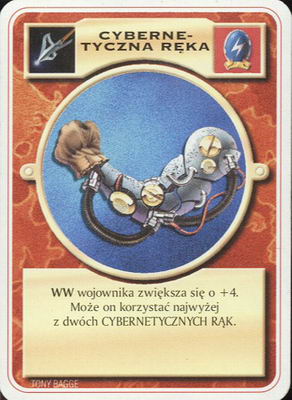 CYBERNE-
TYCZNA RĘKA
WW wojownika zwiększa się o +4.
Może on korzystać najwyżej
z dwóch CYBERNETYCZNYCH RĄK.
TONY BAGGE